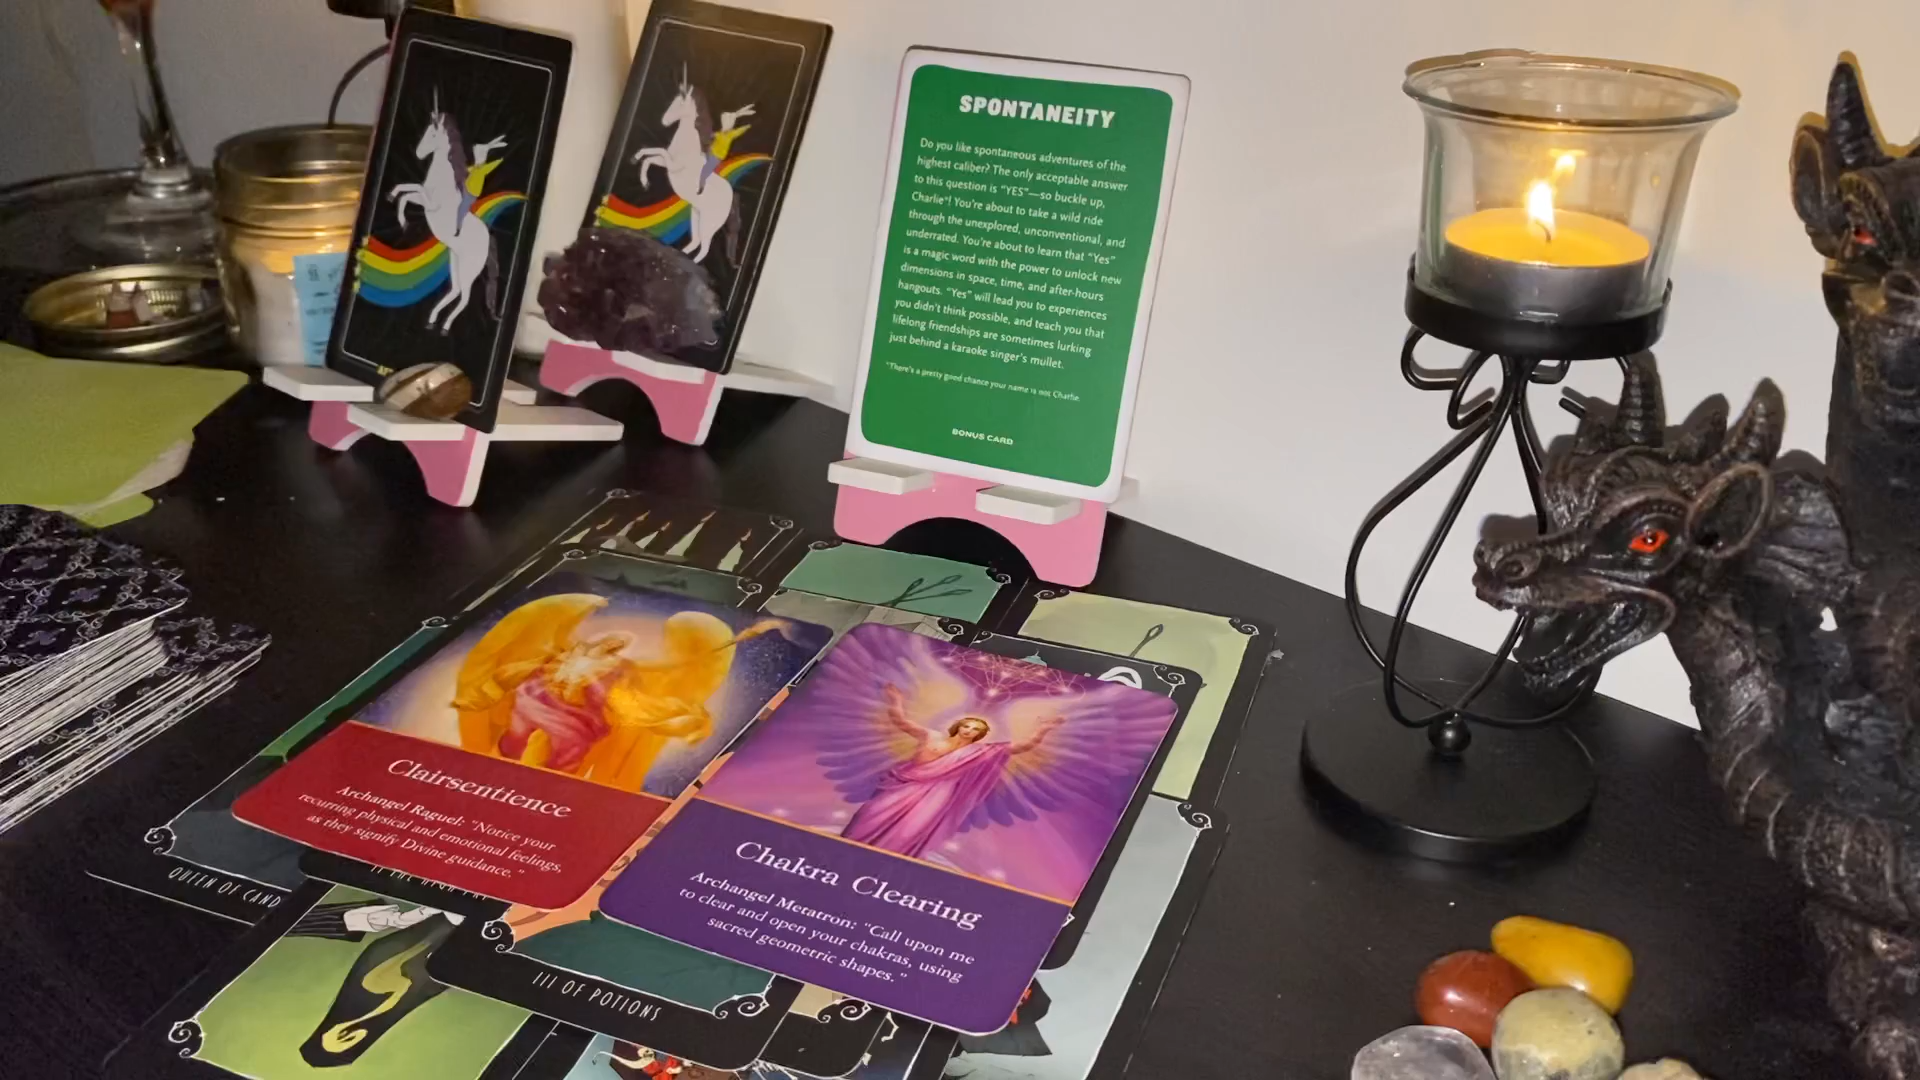 SPONTANEITY
Do you like spontaneous adventures of the
highest caliber? The only acceptable answer
to this question is “YES”—so buckle up,
Charlie*! You’re about to take a wild ride
through the unexplored, unconventional, and
underrated. You’re about to learn that “Yes”
is a magic word with the power to unlock new
dimensions in space, time, and after-hours
hangouts. “Yes” will lead you to experiences
you didn’t think possible, and teach you that
lifelong friendships are sometimes lurking
just behind a karaoke singer’s mullet.
*There’s a pretty good chance your name is not Charlie.
BONUS CARD
Clairsentience
Archangel Raguel: “Notice your
recurring physical and emotional feelings,
as they signify Divine guidance.”
Chakra Clearing
Archangel Metatron: “Call upon me
to clear and open your chakras, using
sacred geometric shapes.”
QUEEN OF CAND
II THE HIGH
III OF POTIONS